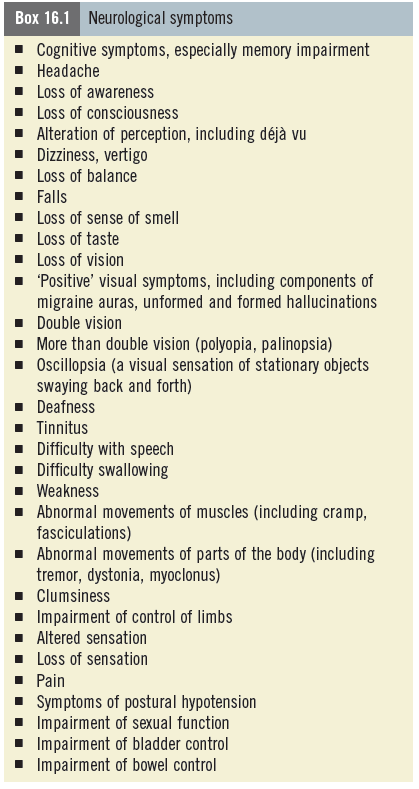 Box 16.1 Neurological symptoms
■ Cognitive symptoms, especially memory impairment
■ Headache
■ Loss of awareness
■ Loss of consciousness
■ Alteration of perception, including déjà vu
■ Dizziness, vertigo
■ Loss of balance
■ Falls
■ Loss of sense of smell
■ Loss of taste
■ Loss of vision
■ ‘Positive’ visual symptoms, including components of
migraine auras, unformed and formed hallucinations
■ Double vision
■ More than double vision (polyopia, palinopsia)
■ Oscillopsia (a visual sensation of stationary objects
swaying back and forth)
■ Deafness
■ Tinnitus
■ Difficulty with speech
■ Difficulty swallowing
■ Weakness
■ Abnormal movements of muscles (including cramp,
fasciculations)
■ Abnormal movements of parts of the body (including
tremor, dystonia, myoclonus)
■ Clumsiness
■ Impairment of control of limbs
■ Altered sensation
■ Loss of sensation
■ Pain
■ Symptoms of postural hypotension
■ Impairment of sexual function
■ Impairment of bladder control
■ Impairment of bowel control